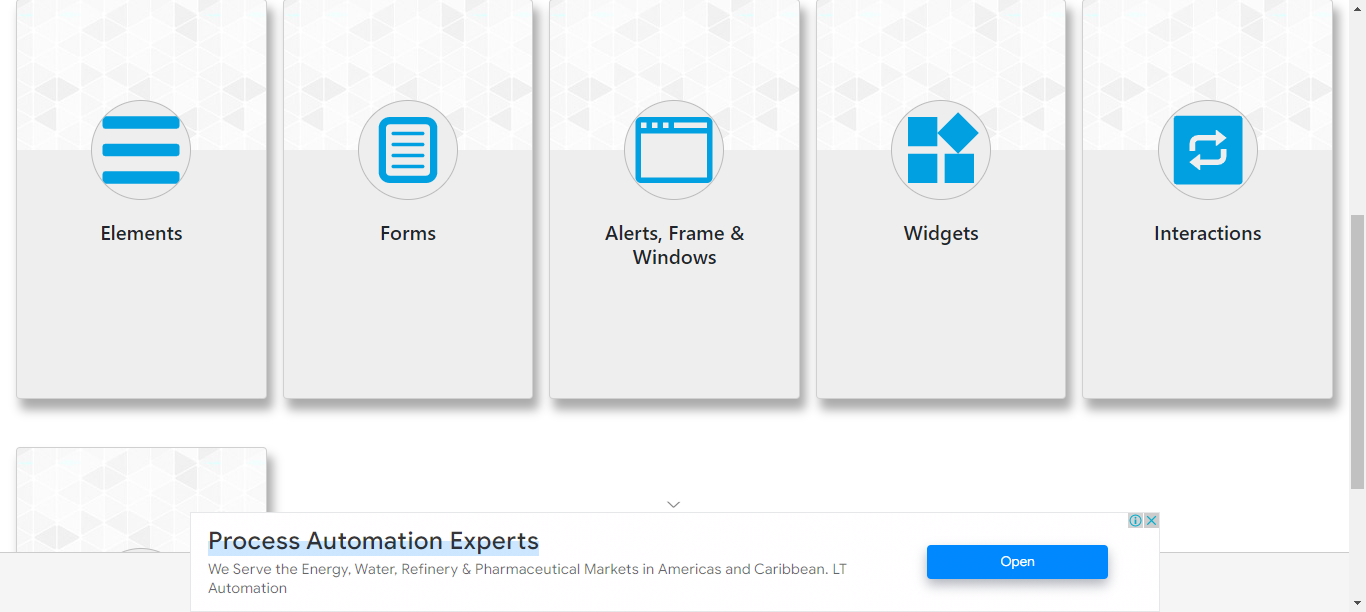 Elements
Forms
Alerts, Frame &
Windows
Widgets
Interactions
Process Automation Experts
We Serve the Energy, Water, Refinery & Pharmaceutical Markets in Americas and Caribbean. LT
Automation
Open